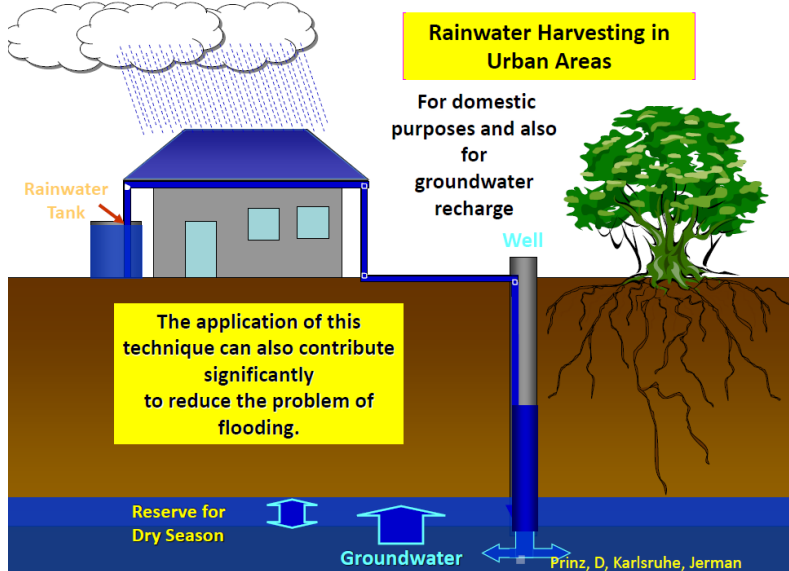 Rainwater Harvesting in
Urban Areas
For domestic
purposes and also
for
groundwater
recharge
Rainwater
Tank
Well
The application of this
technique can also contribute
significantly
to reduce the problem of
flooding.
Reserve for
Dry Season
Groundwater
Prinz, D, Karlsruhe, Jerman